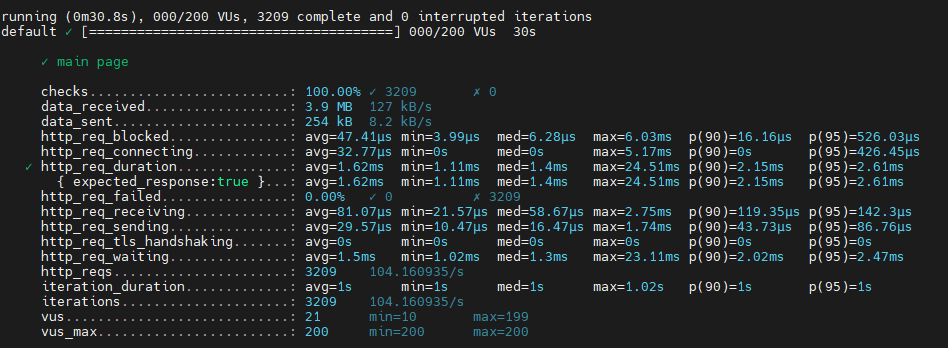 running (0m30.8s), 000/200 VUs, 3209 complete and 0 interrupted iterations
default ✓ [======================================] 000/200 VUs  30s

     ✓ main page

     checks.........................: 100.00% ✓ 3209       ✗ 0
     data_received..................: 3.9 MB  127 kB/s
     data_sent......................: 254 kB  8.2 kB/s
     http_req_blocked...............: avg=47.41µs min=3.99µs  med=6.28µs  max=6.03ms  p(90)=16.16µs  p(95)=526.03µs
     http_req_connecting............: avg=32.77µs min=0s      med=0s      max=5.17ms  p(90)=0s       p(95)=426.45µs
   ✓ http_req_duration..............: avg=1.62ms  min=1.11ms  med=1.4ms   max=24.51ms p(90)=2.15ms   p(95)=2.61ms
       { expected_response:true }...: avg=1.62ms  min=1.11ms  med=1.4ms   max=24.51ms p(90)=2.15ms   p(95)=2.61ms
     http_req_failed................: 0.00%   ✓ 0          ✗ 3209
     http_req_receiving.............: avg=81.07µs min=21.57µs med=58.67µs max=2.75ms  p(90)=119.35µs p(95)=142.3µs
     http_req_sending...............: avg=29.57µs min=10.47µs med=16.47µs max=1.74ms  p(90)=43.73µs  p(95)=86.76µs
     http_req_tls_handshaking.......: avg=0s      min=0s      med=0s      max=0s      p(90)=0s       p(95)=0s
     http_req_waiting...............: avg=1.5ms   min=1.02ms  med=1.3ms   max=23.11ms p(90)=2.02ms   p(95)=2.47ms
     http_reqs......................: 3209    104.160935/s
     iteration_duration.............: avg=1s      min=1s      med=1s      max=1.02s   p(90)=1s       p(95)=1s
     iterations.....................: 3209    104.160935/s
     vus............................: 21      min=10       max=199
     vus_max........................: 200     min=200      max=200